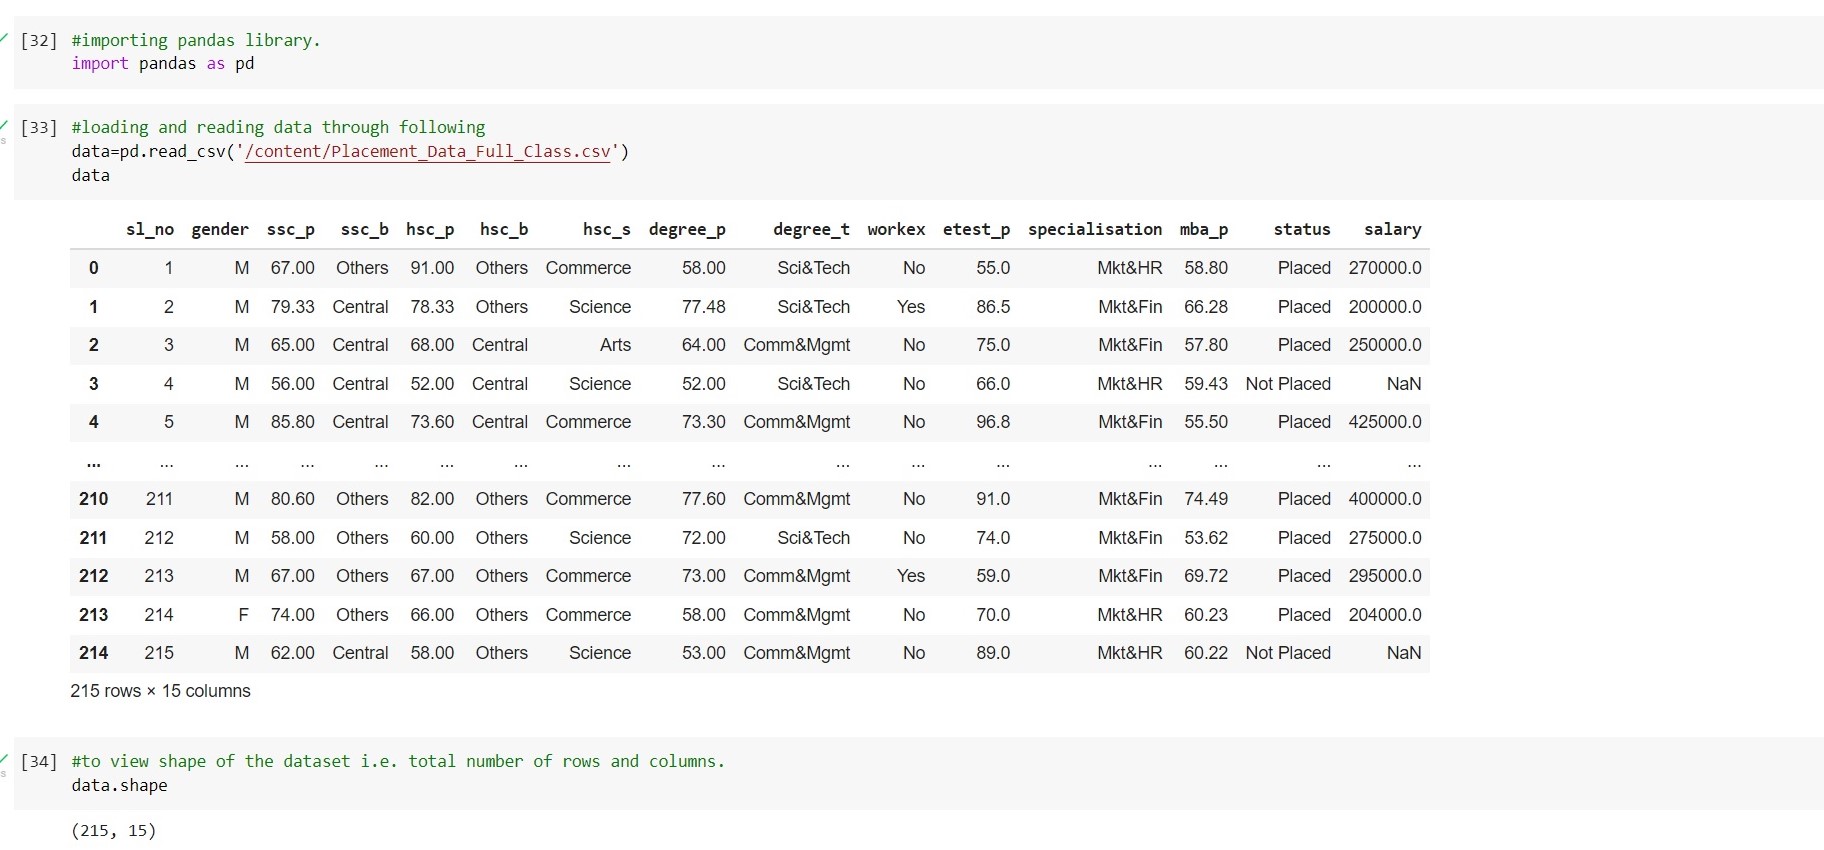 [32] #importing pandas library.
import pandas as pd
[33] #loading and reading data through following
s
data=pd.read_csv('/content/Placement_Data_Full_Class.csv')
data
sl_no gender ssc_p ssc_b hsc_p hsc_b hsc_s degree_p degree_t workex etest_p specialisation mba_p status salary
0 1 M 67.00 Others 91.00 Others Commerce 58.00 Sci&Tech No 55.0 Mkt&HR 58.80 Placed 270000.0
1 2 M 79.33 Central 78.33 Others Science 77.48 Sci&Tech Yes 86.5 Mkt&Fin 66.28 Placed 200000.0
2 3 M 65.00 Central 68.00 Central Arts 64.00 Comm&Mgmt No 75.0 Mkt&Fin 57.80 Placed 250000.0
3 4 M 56.00 Central 52.00 Central Science 52.00 Sci&Tech No 66.0 Mkt&HR 59.43 Not Placed NaN
4 5 M 85.80 Central 73.60 Central Commerce 73.30 Comm&Mgmt No 96.8 Mkt&Fin 55.50 Placed 425000.0
... ... ... ... ... ... ... ... ... ... ... ... ... ... ... ...
210 211 M 80.60 Others 82.00 Others Commerce 77.60 Comm&Mgmt No 91.0 Mkt&Fin 74.49 Placed 400000.0
211 212 M 58.00 Others 60.00 Others Science 72.00 Sci&Tech No 74.0 Mkt&Fin 53.62 Placed 275000.0
212 213 M 67.00 Others 67.00 Others Commerce 73.00 Comm&Mgmt Yes 59.0 Mkt&Fin 69.72 Placed 295000.0
213 214 F 74.00 Others 66.00 Others Commerce 58.00 Comm&Mgmt No 70.0 Mkt&HR 60.23 Placed 204000.0
214 215 M 62.00 Central 58.00 Others Science 53.00 Comm&Mgmt No 89.0 Mkt&HR 60.22 Not Placed NaN
215 rows × 15 columns
[34] #to view shape of the dataset i.e. total number of rows and columns.
s
data.shape
(215, 15)